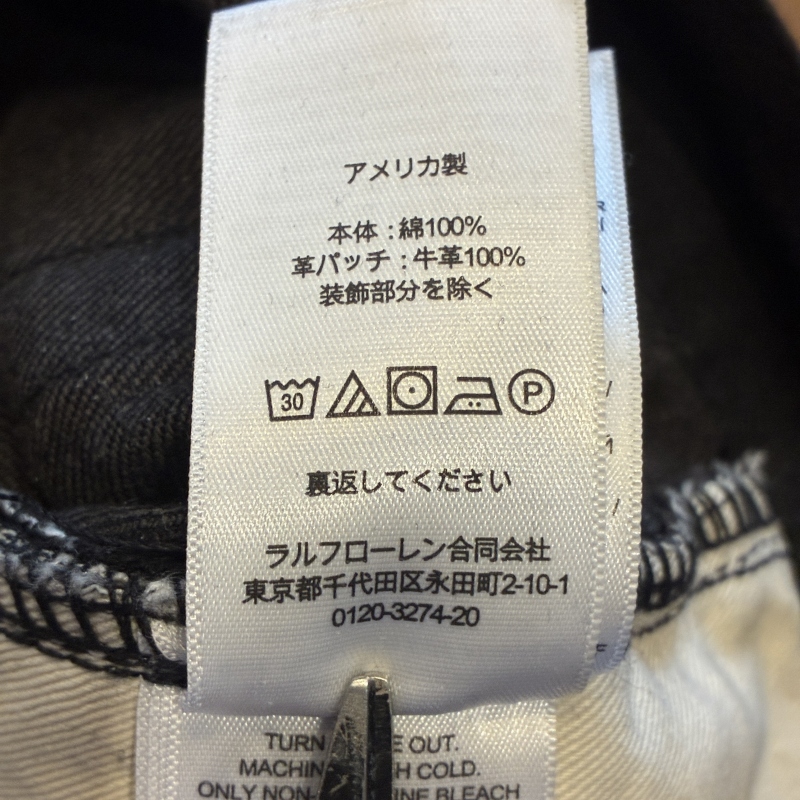 アメリカ製
本体：綿100%
革パッチ：牛革100%
装飾部分を除く
30
P
裏返してください
ラルフローレン合同会社
東京都千代田区永田町2-10-1
0120-3274-20
TURN OUT.
COLD.
ONLY BLEACH